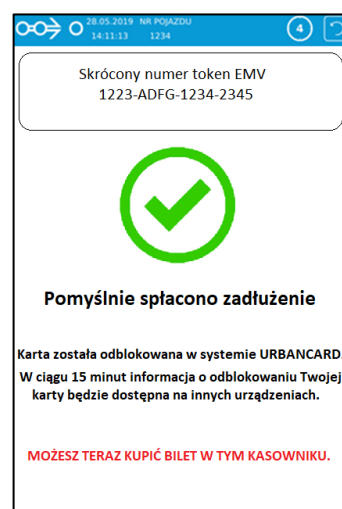 28.05.2019 NR POJAZDU
14:11:13 1234
4
Skrócony numer token EMV
1223-ADFG-1234-2345
Pomyślnie spłacono zadłużenie
Karta została odblokowana w systemie URBANCARD.
W ciągu 15 minut informacja o odblokowaniu Twojej
karty będzie dostępna na innych urządzeniach.
MOŻESZ TERAZ KUPIĆ BILET W TYM KASOWNIKU.